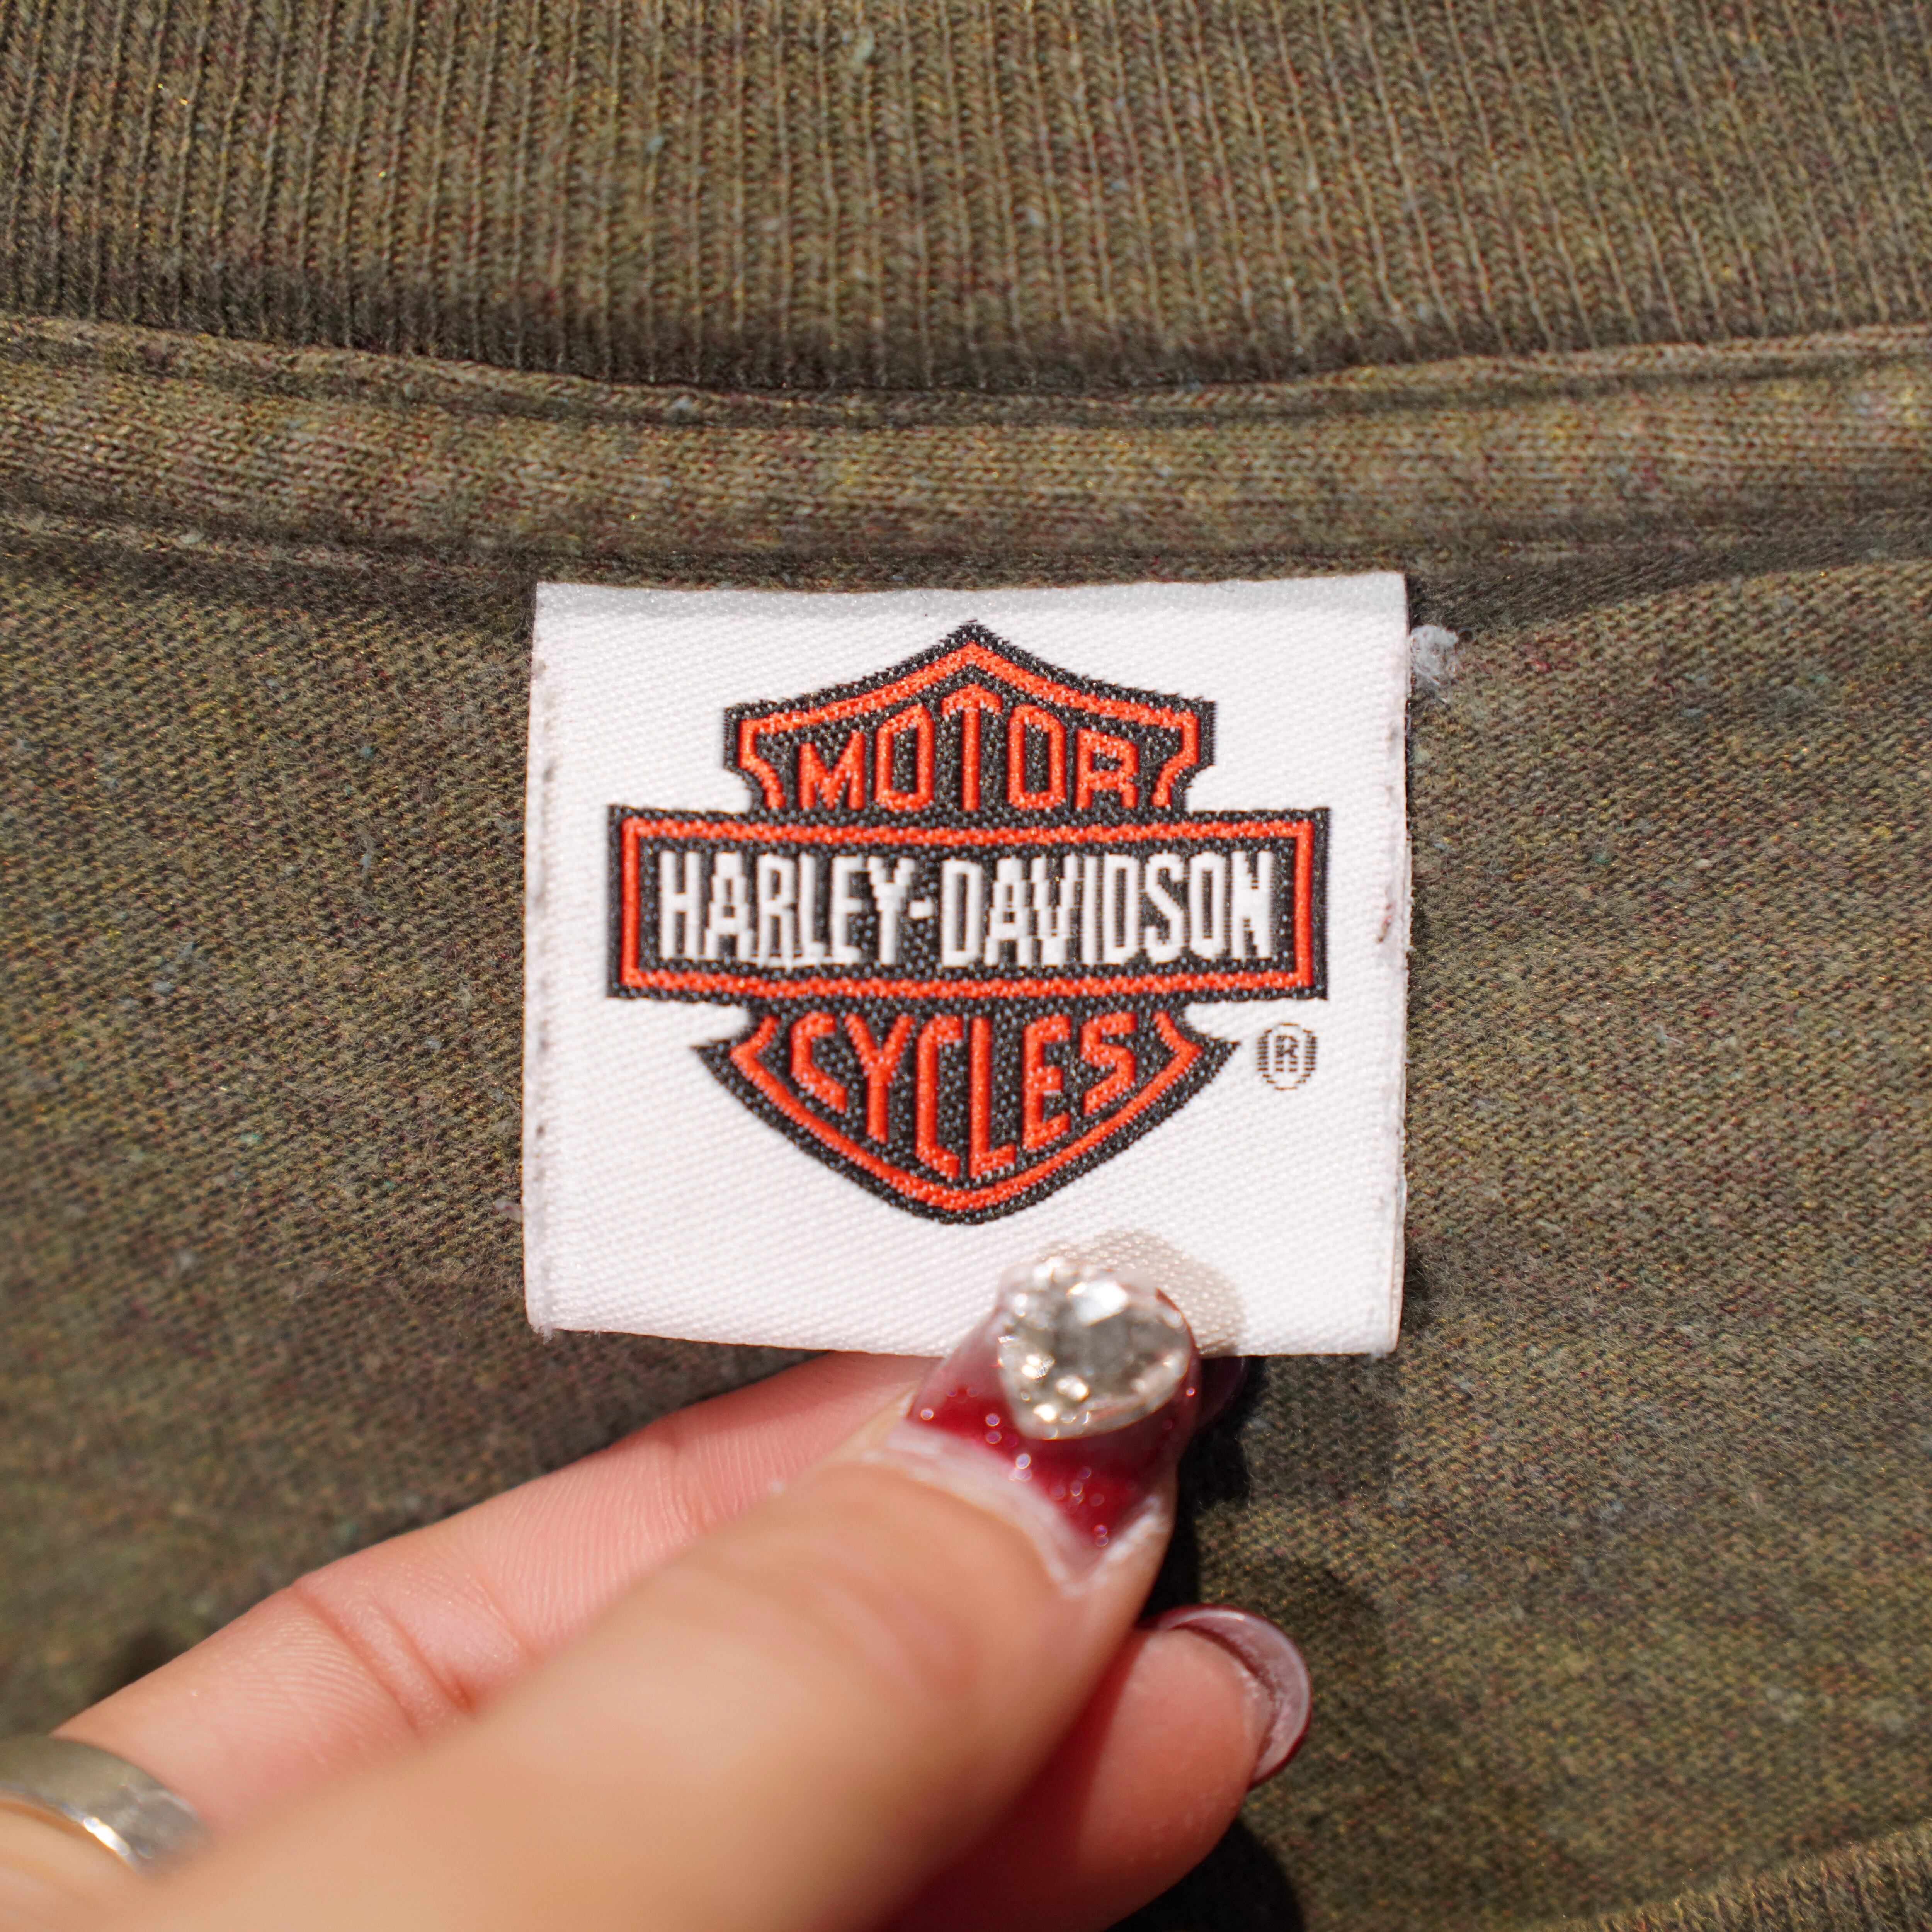 MOTOR
HARLEY-DAVIDSON
CYCLES
®